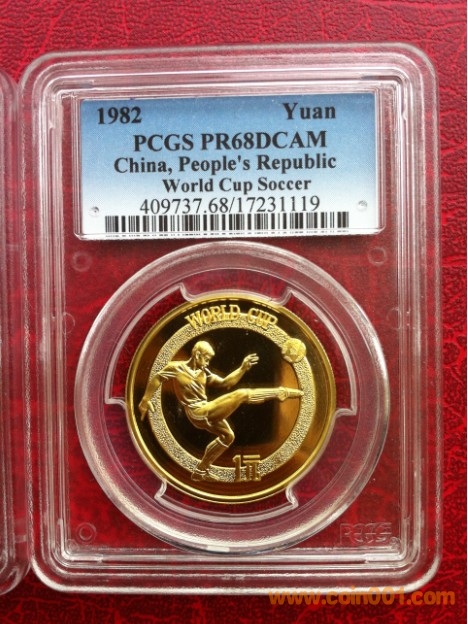 1982 Yuan
PCGS PR68DCAM
China, People's Republic
World Cup Soccer
409737.68/17231119
WORLD CUP
1元
PCGS
www.coin001.com